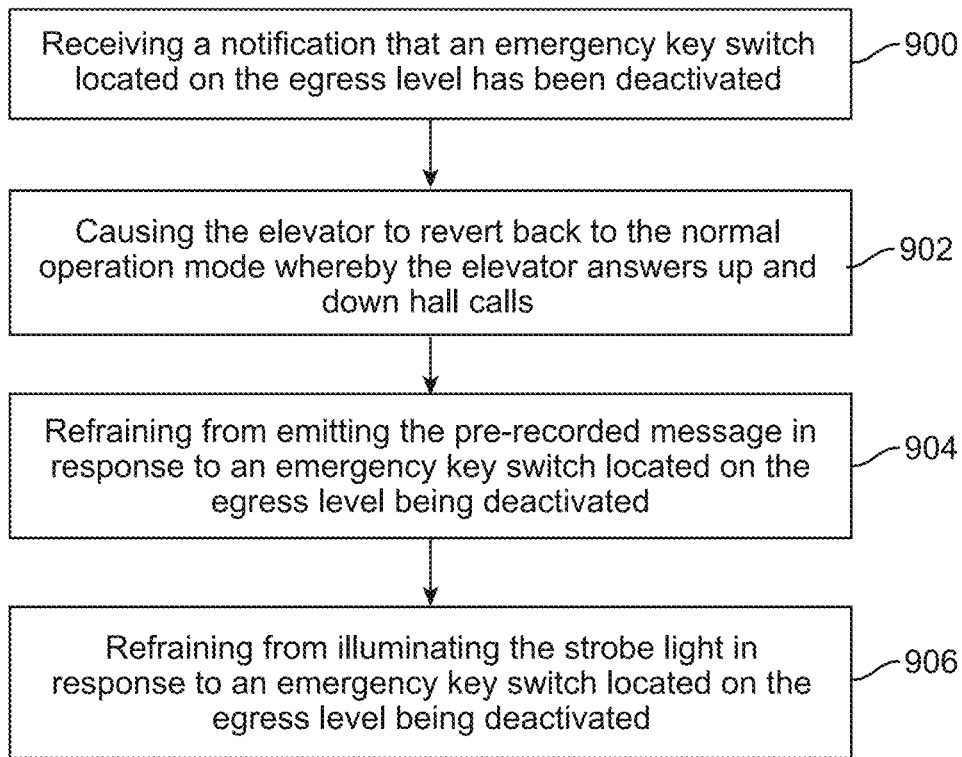 Receiving a notification that an emergency key switch
located on the egress level has been deactivated
900
Causing the elevator to revert back to the normal
operation mode whereby the elevator answers up and
down hall calls
902
Refraining from emitting the pre-recorded message in
response to an emergency key switch located on the
egress level being deactivated
904
Refraining from illuminating the strobe light in
response to an emergency key switch located on the
egress level being deactivated
906